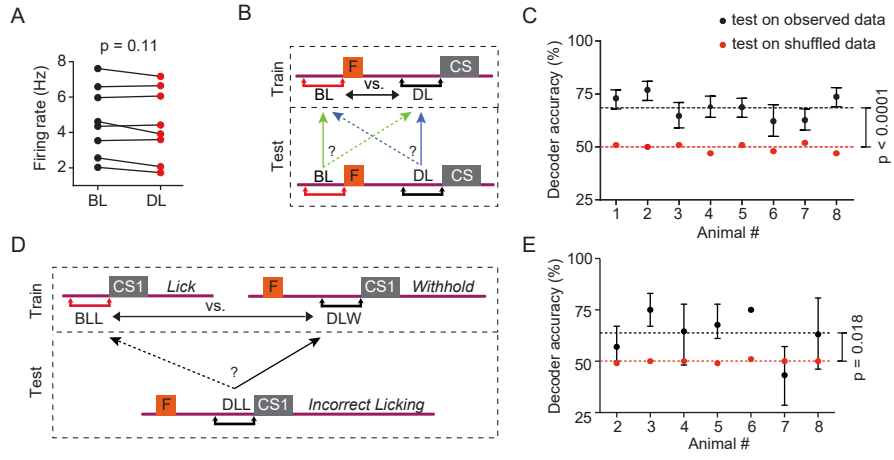 A
p = 0.11
Firing rate (Hz)
8
6
4
2
BL
DL
B
Train
F
CS
vs.
BL
DL
Test
?
?
BL
DL
F
CS
C
test on observed data
test on shuffled data
Decoder accuracy (%)
100
75
50
25
1 2 3 4 5 6 7 8
Animal #
p < 0.0001
D
Train
CS1 Lick
F CS1 Withhold
vs.
BLL
DLW
Test
?
F DLL CS1 Incorrect Licking
E
Decoder accuracy (%)
100
75
50
25
2 3 4 5 6 7 8
Animal #
p = 0.018